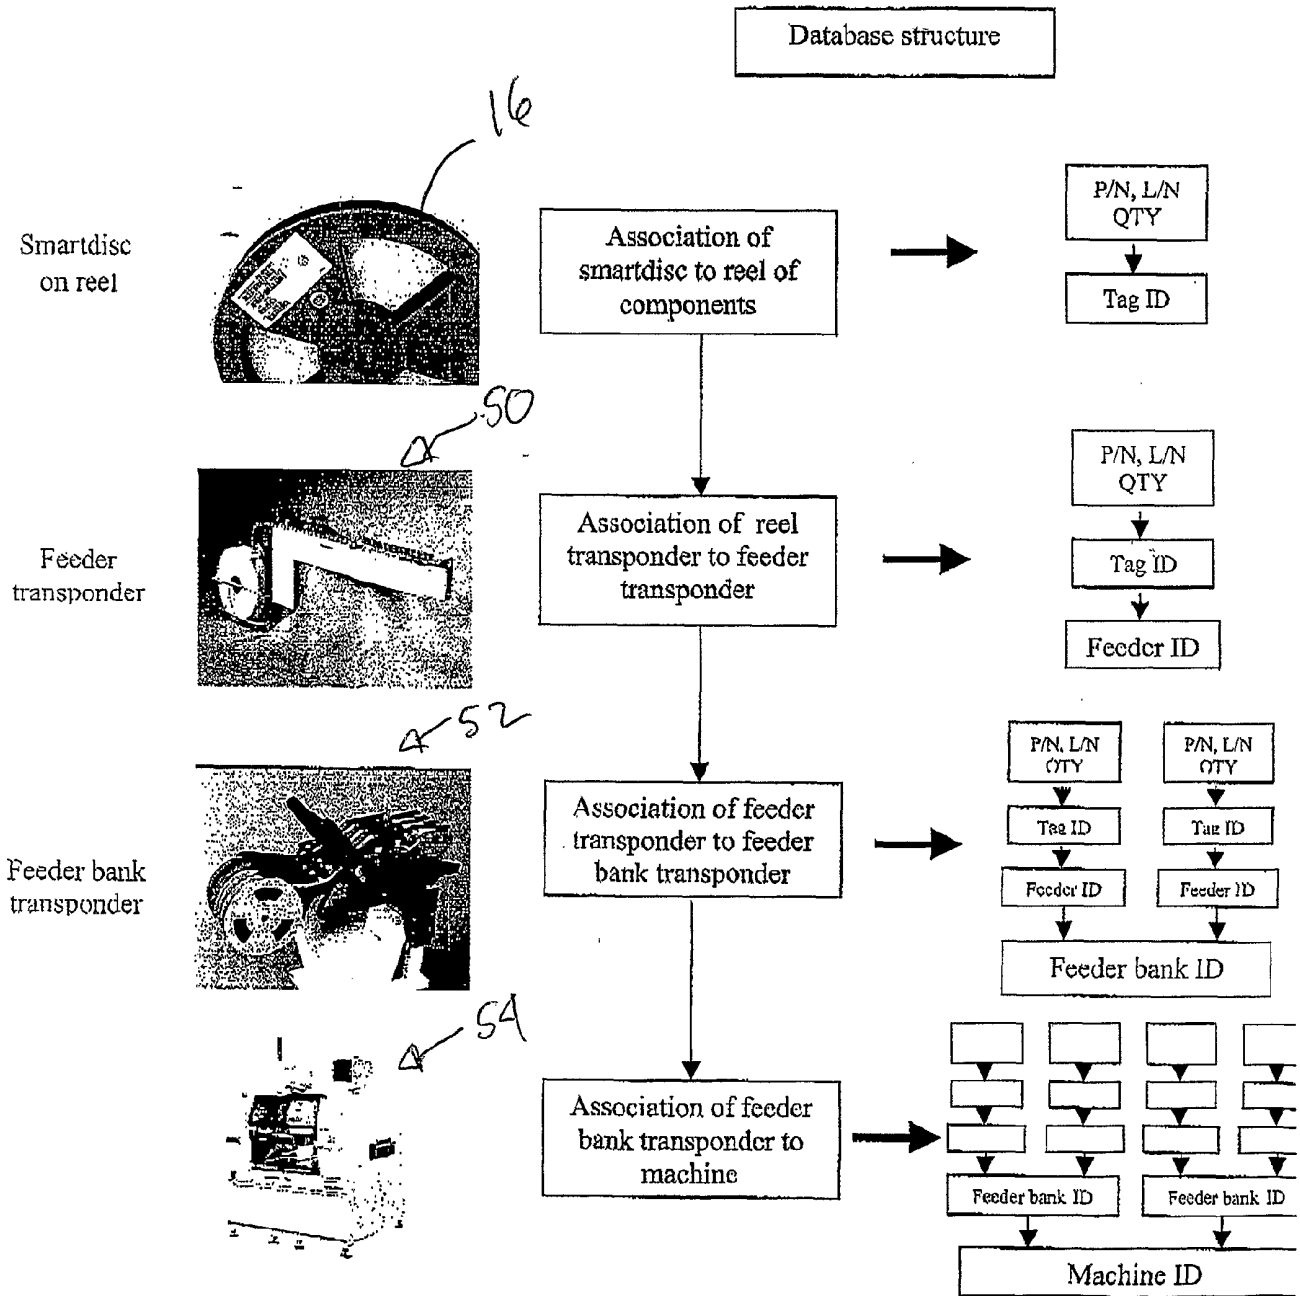 Database structure
16
Smartdisc
on reel
Association of
smartdisc to reel of
components
P/N, L/N
QTY
Tag ID
50
Feeder
transponder
Association of reel
transponder to feeder
transponder
P/N, L/N
QTY
Tag ID
Feeder ID
52
Feeder bank
transponder
Association of feeder
transponder to feeder
bank transponder
P/N, L/N
QTY
P/N, L/N
QTY
Tag ID
Tag ID
Feeder ID
Feeder ID
Feeder bank ID
54
Association of feeder
bank transponder to
machine
Feeder bank ID
Feeder bank ID
Machine ID